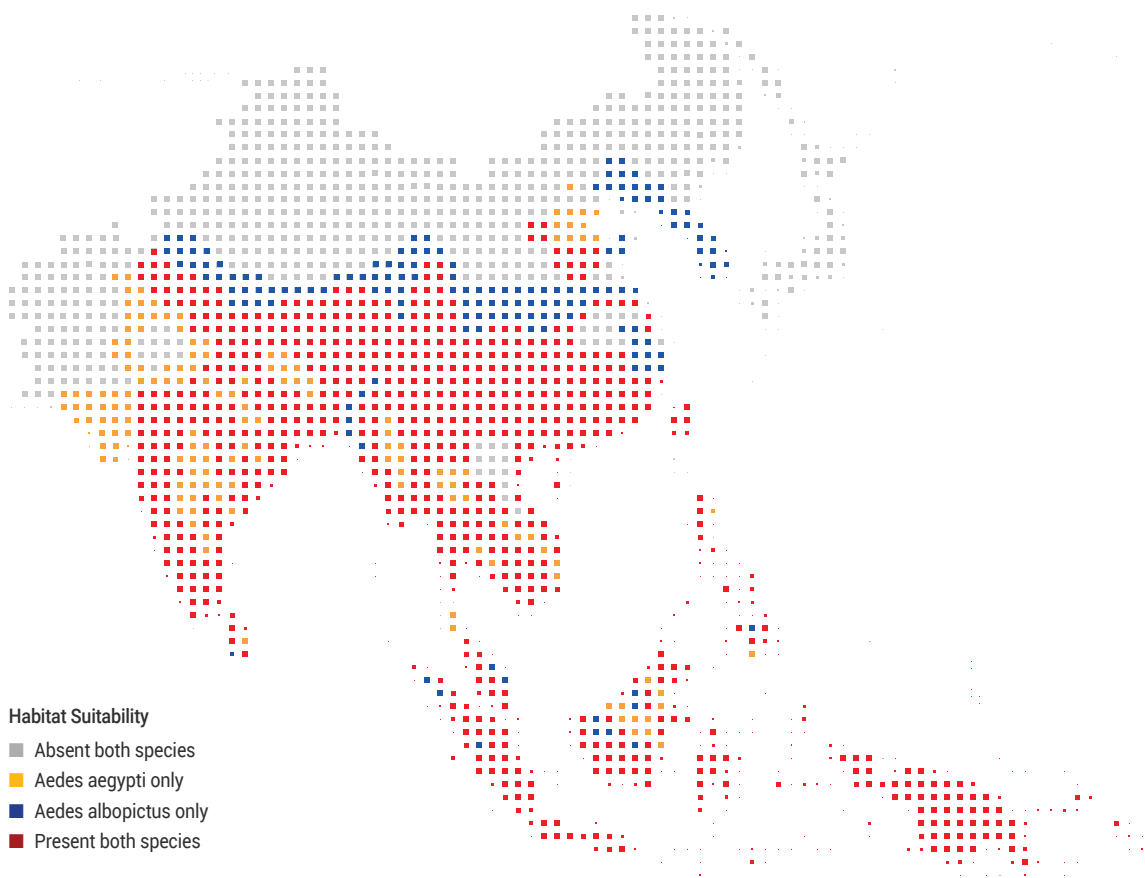 Habitat Suitability
Absent both species
Aedes aegypti only
Aedes albopictus only
Present both species